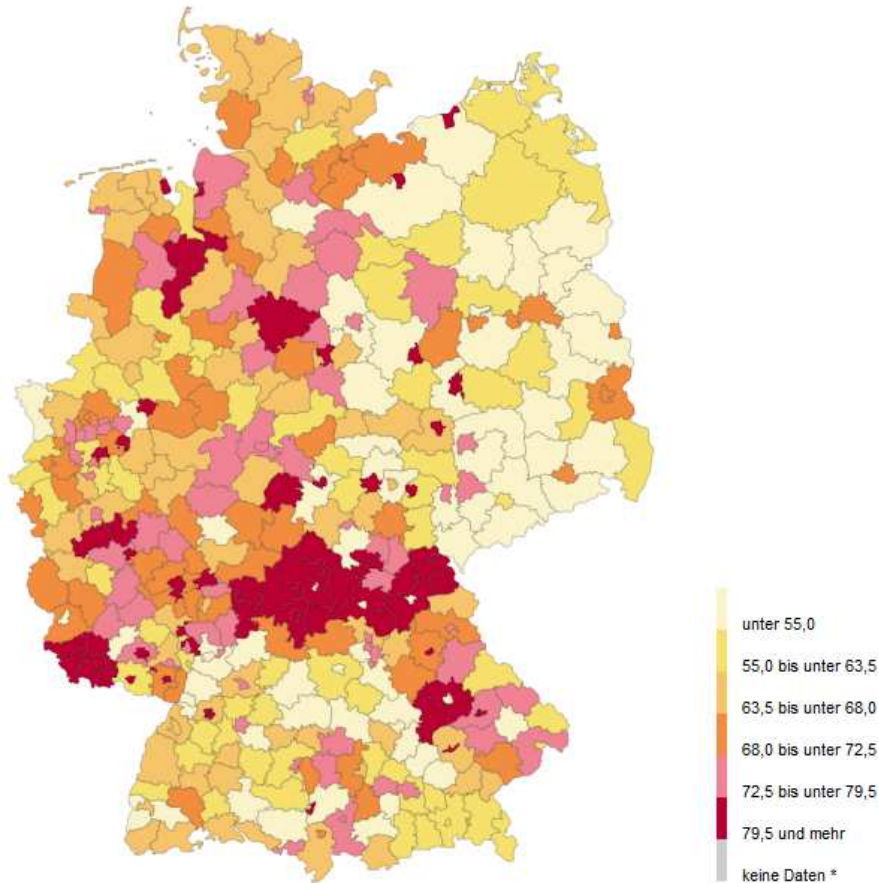 unter 55,0
55,0 bis unter 63,5
63,5 bis unter 68,0
68,0 bis unter 72,5
72,5 bis unter 79,5
79,5 und mehr
keine Daten *